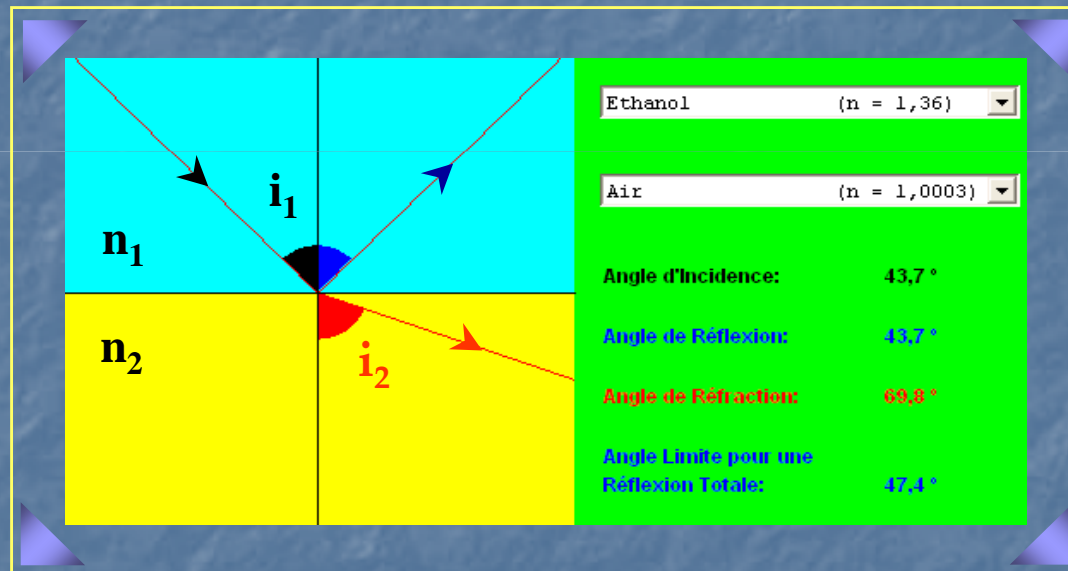 i₁
n₁
n₂
i₂
Ethanol (n = 1,36)
Air (n = 1,0003)
Angle d'Incidence: 43,7 °
Angle de Réflexion: 43,7 °
Angle de Réfraction: 69,8 °
Angle Limite pour une
Réflexion Totale: 47,4 °